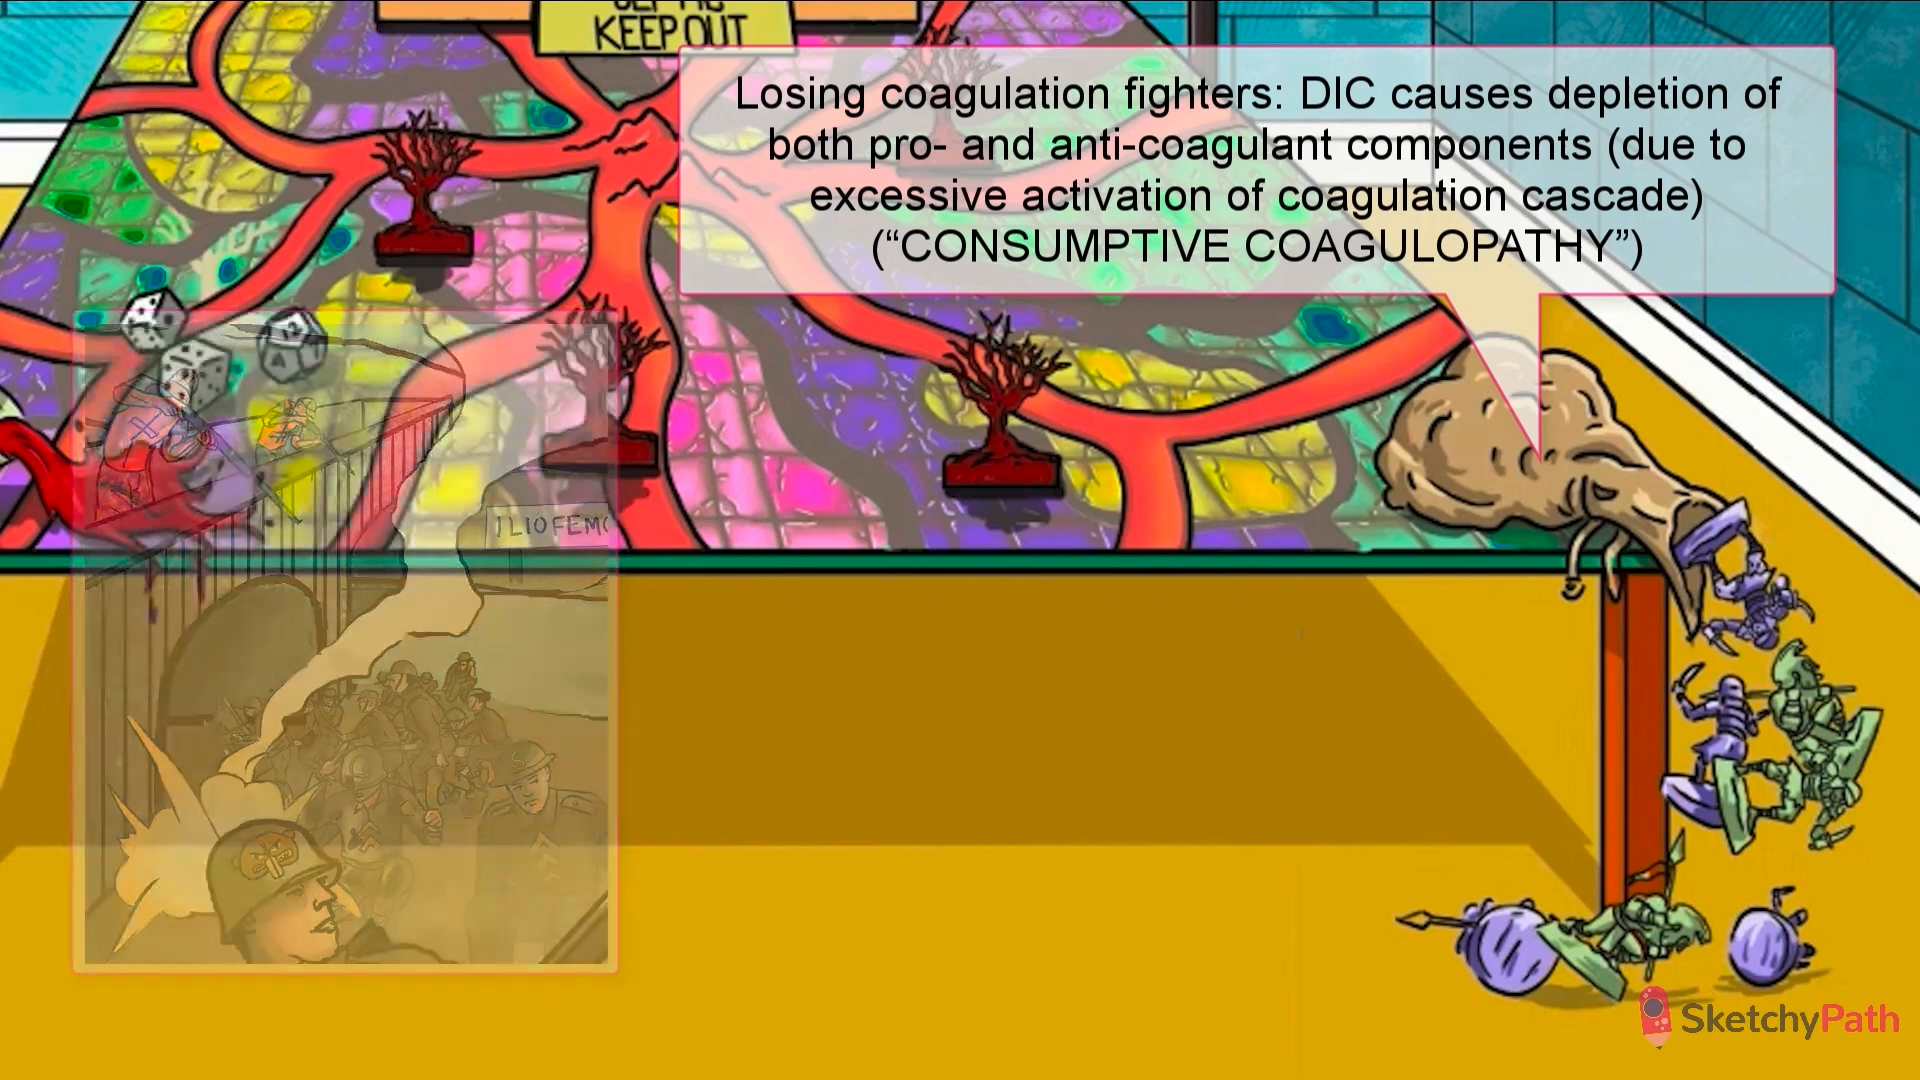 KEEP OUT
Losing coagulation fighters: DIC causes depletion of
both pro- and anti-coagulant components (due to
excessive activation of coagulation cascade)
(“CONSUMPTIVE COAGULOPATHY”)
ILIOFEMO
SketchyPath